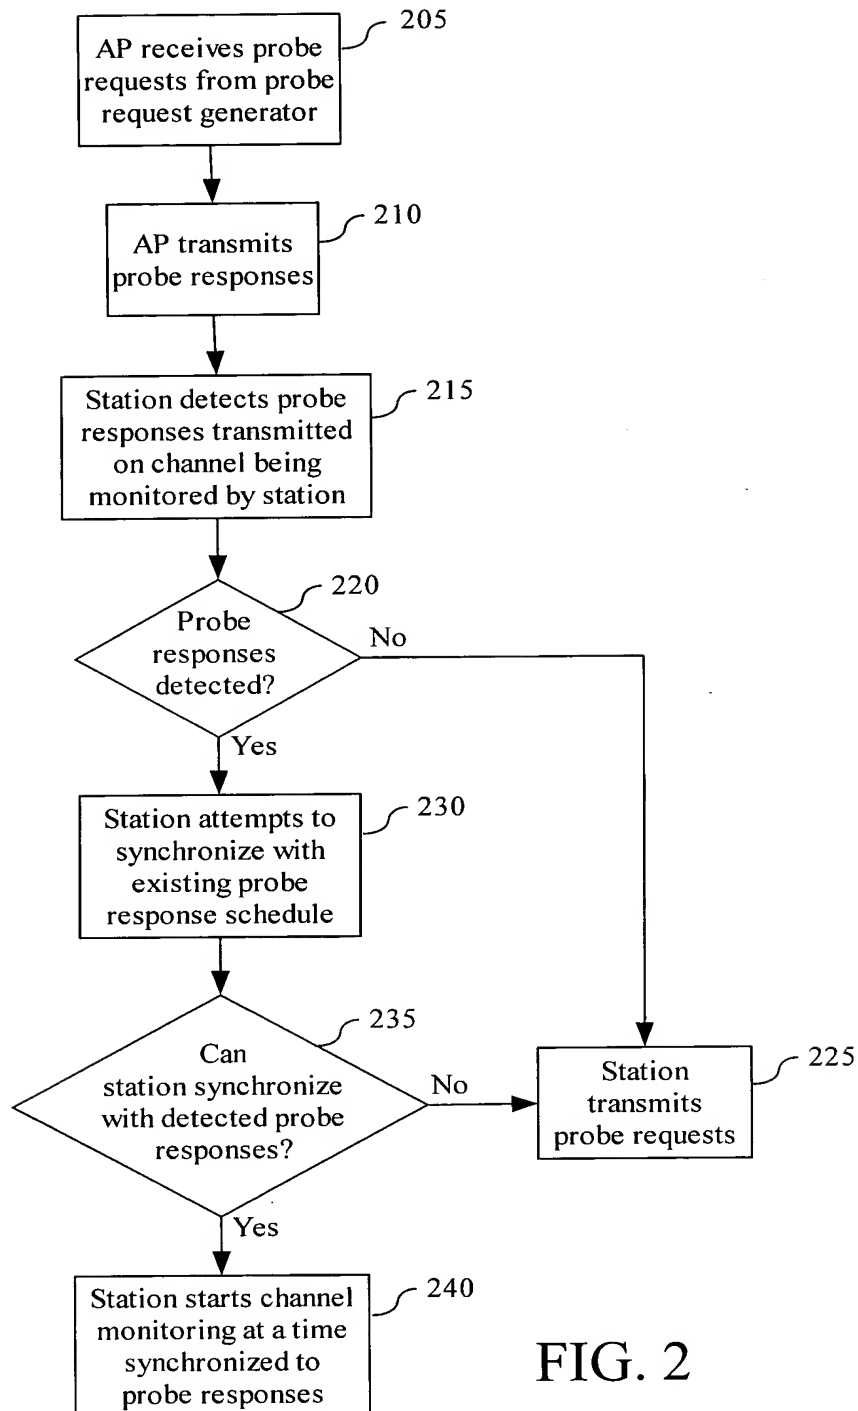 205
AP receives probe
requests from probe
request generator
210
AP transmits
probe responses
215
Station detects probe
responses transmitted
on channel being
monitored by station
220
Probe
responses
detected?
No
Yes
230
Station attempts to
synchronize with
existing probe
response schedule
235
Can
station synchronize
with detected probe
responses?
No
225
Station
transmits
probe requests
Yes
240
Station starts channel
monitoring at a time
synchronized to
probe responses
FIG. 2